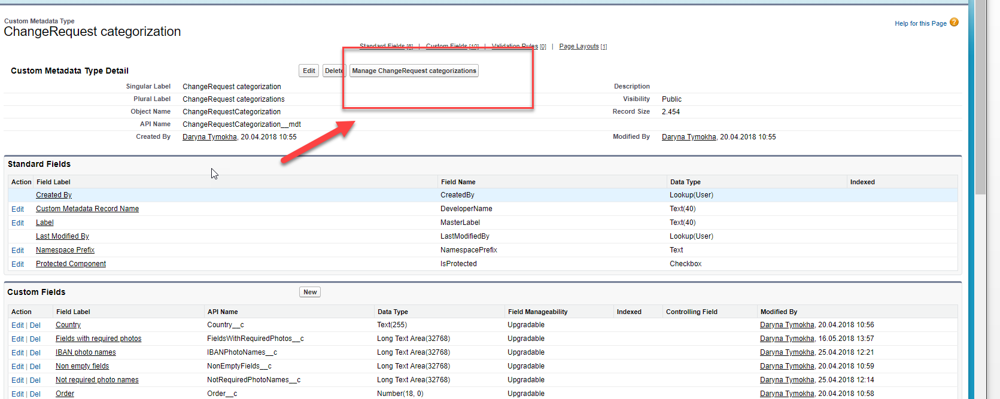 Custom Metadata Type
ChangeRequest categorization
Help for this Page ?
Standard Fields [6] | Custom Fields [10] | Validation Rules [0] | Page Layouts [1]
Custom Metadata Type Detail Edit Delete Manage ChangeRequest categorizations
Singular Label ChangeRequest categorization Description
Plural Label ChangeRequest categorizations Visibility Public
Object Name ChangeRequestCategorization Record Size 2.454
API Name ChangeRequestCategorization__mdt
Created By Daryna Tymokha, 20.04.2018 10:55 Modified By Daryna Tymokha, 20.04.2018 10:55
Standard Fields
Action Field Label Field Name Data Type Indexed
Created By CreatedBy Lookup(User)
Edit Custom Metadata Record Name DeveloperName Text(40)
Edit Label MasterLabel Text(40)
Last Modified By LastModifiedBy Lookup(User)
Edit Namespace Prefix NamespacePrefix Text
Edit Protected Component IsProtected Checkbox
Custom Fields New
Action Field Label API Name Data Type Field Manageability Indexed Controlling Field Modified By
Edit | Del Country Country__c Text(255) Upgradable Daryna Tymokha, 20.04.2018 10:56
Edit | Del Fields with required photos FieldsWithRequiredPhotos__c Long Text Area(32768) Upgradable Daryna Tymokha, 16.05.2018 13:57
Edit | Del IBAN photo names IBANPhotoNames__c Long Text Area(32768) Upgradable Daryna Tymokha, 25.04.2018 12:21
Edit | Del Non empty fields NonEmptyFields__c Long Text Area(32768) Upgradable Daryna Tymokha, 20.04.2018 10:59
Edit | Del Not required photo names NotRequiredPhotoNames__c Long Text Area(32768) Upgradable Daryna Tymokha, 25.04.2018 12:14
Edit | Del Order Order__c Number(18, 0) Upgradable Daryna Tymokha, 20.04.2018 10:58